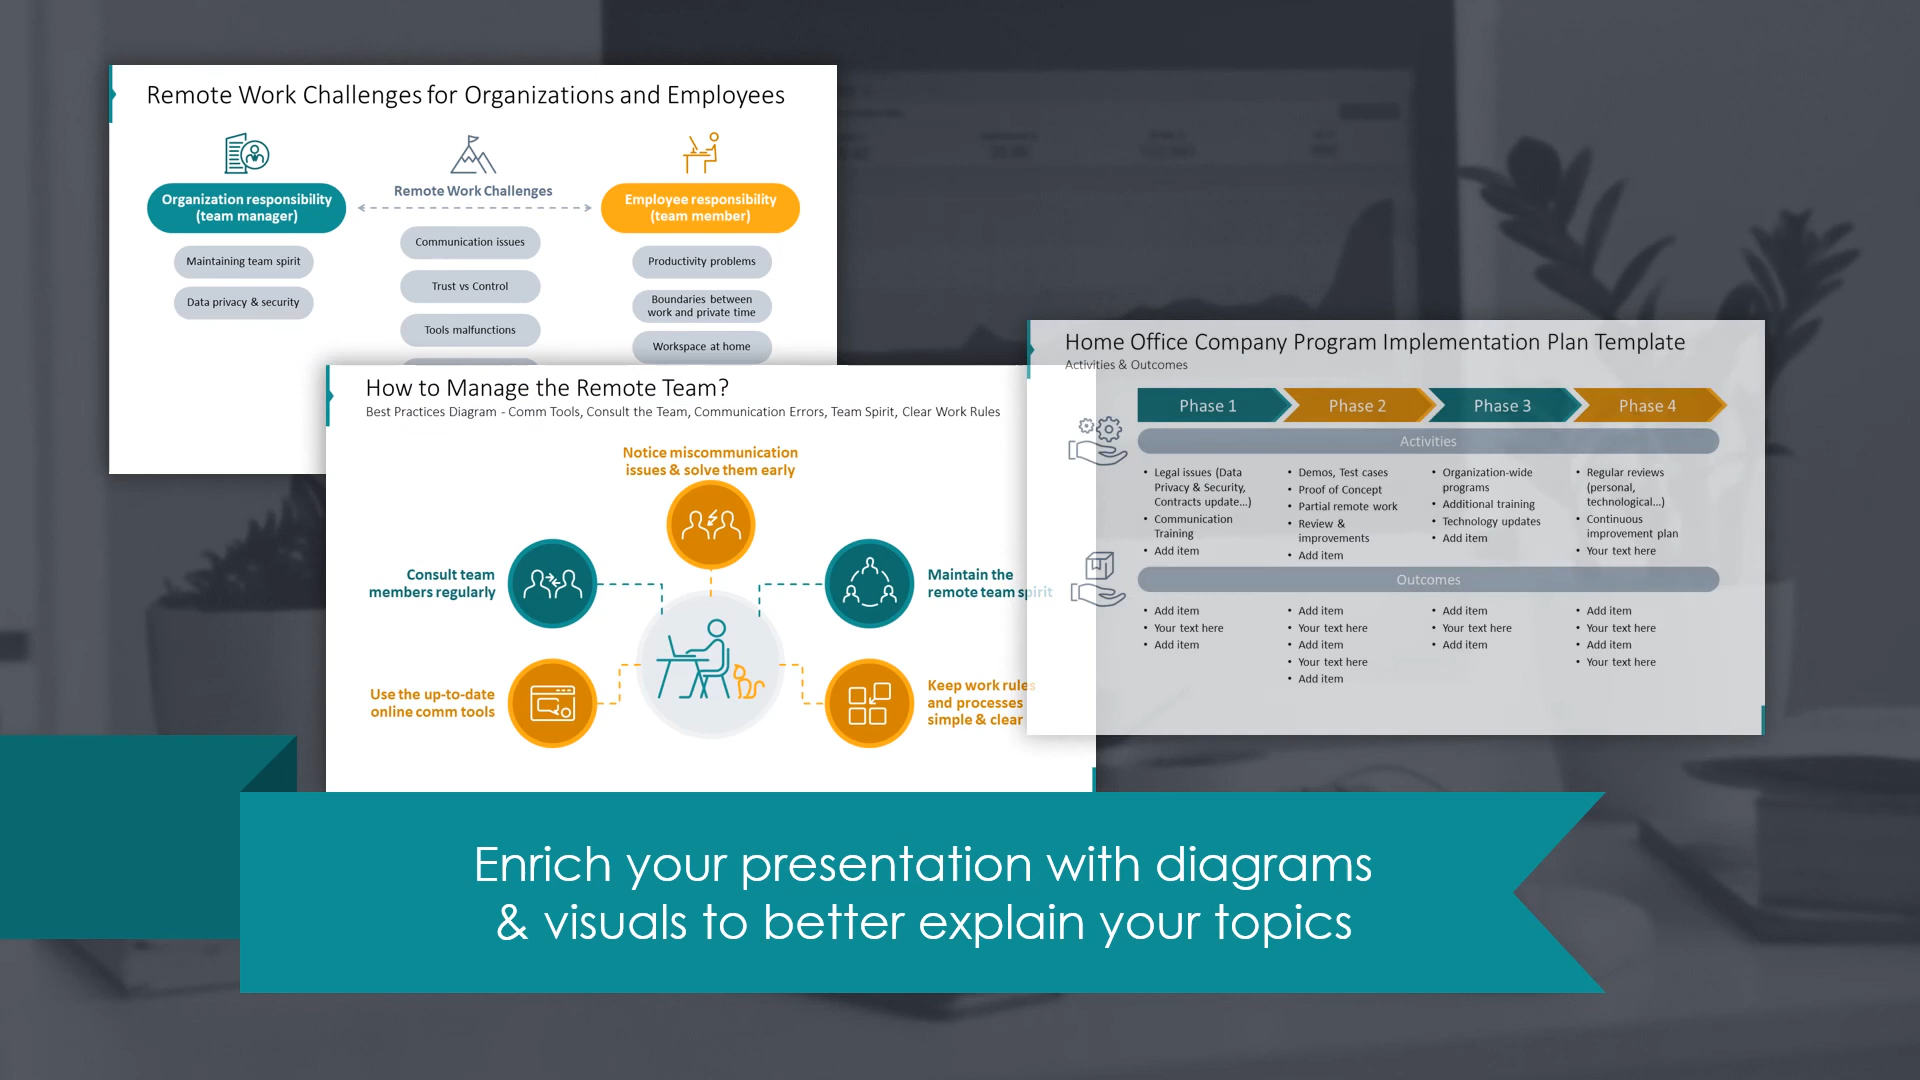 Remote Work Challenges for Organizations and Employees
Organization responsibility
(team manager)
Maintaining team spirit
Data privacy & security
Remote Work Challenges
Communication issues
Trust vs Control
Tools malfunctions
Employee responsibility
(team member)
Productivity problems
Boundaries between
work and private time
Workspace at home
How to Manage the Remote Team?
Best Practices Diagram - Comm Tools, Consult the Team, Communication Errors, Team Spirit, Clear Work Rules
Notice miscommunication
issues & solve them early
Consult team
members regularly
Maintain the
remote team spirit
Use the up-to-date
online comm tools
Keep work rules
and processes
simple & clear
Home Office Company Program Implementation Plan Template
Activities & Outcomes
Phase 1
Phase 2
Phase 3
Phase 4
Activities
• Legal issues (Data
Privacy & Security,
Contracts update...)
• Communication
Training
• Add item
• Demos, Test cases
• Proof of Concept
• Partial remote work
• Review &
improvements
• Add item
• Organization-wide
programs
• Additional training
• Technology updates
• Add item
• Regular reviews
(personal,
technological...)
• Continuous
improvement plan
• Your text here
Outcomes
• Add item
• Your text here
• Add item
• Add item
• Your text here
• Add item
• Your text here
• Add item
• Add item
• Your text here
• Add item
• Add item
• Your text here
• Add item
• Your text here
Enrich your presentation with diagrams
& visuals to better explain your topics